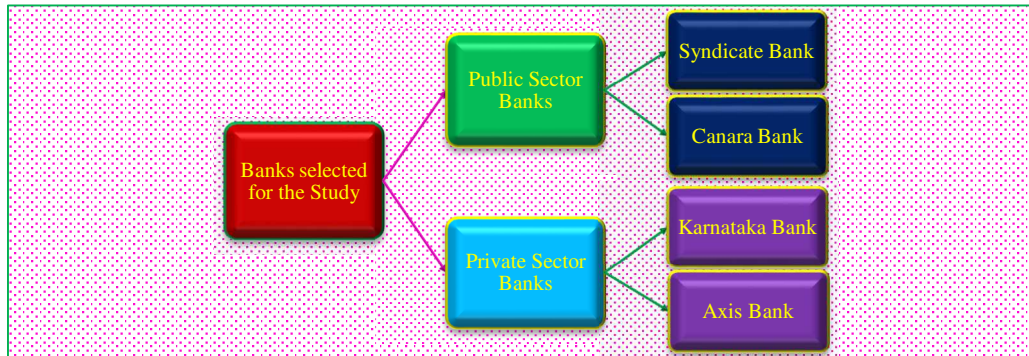 Banks selected
for the Study
Public Sector
Banks
Syndicate Bank
Canara Bank
Private Sector
Banks
Karnataka Bank
Axis Bank